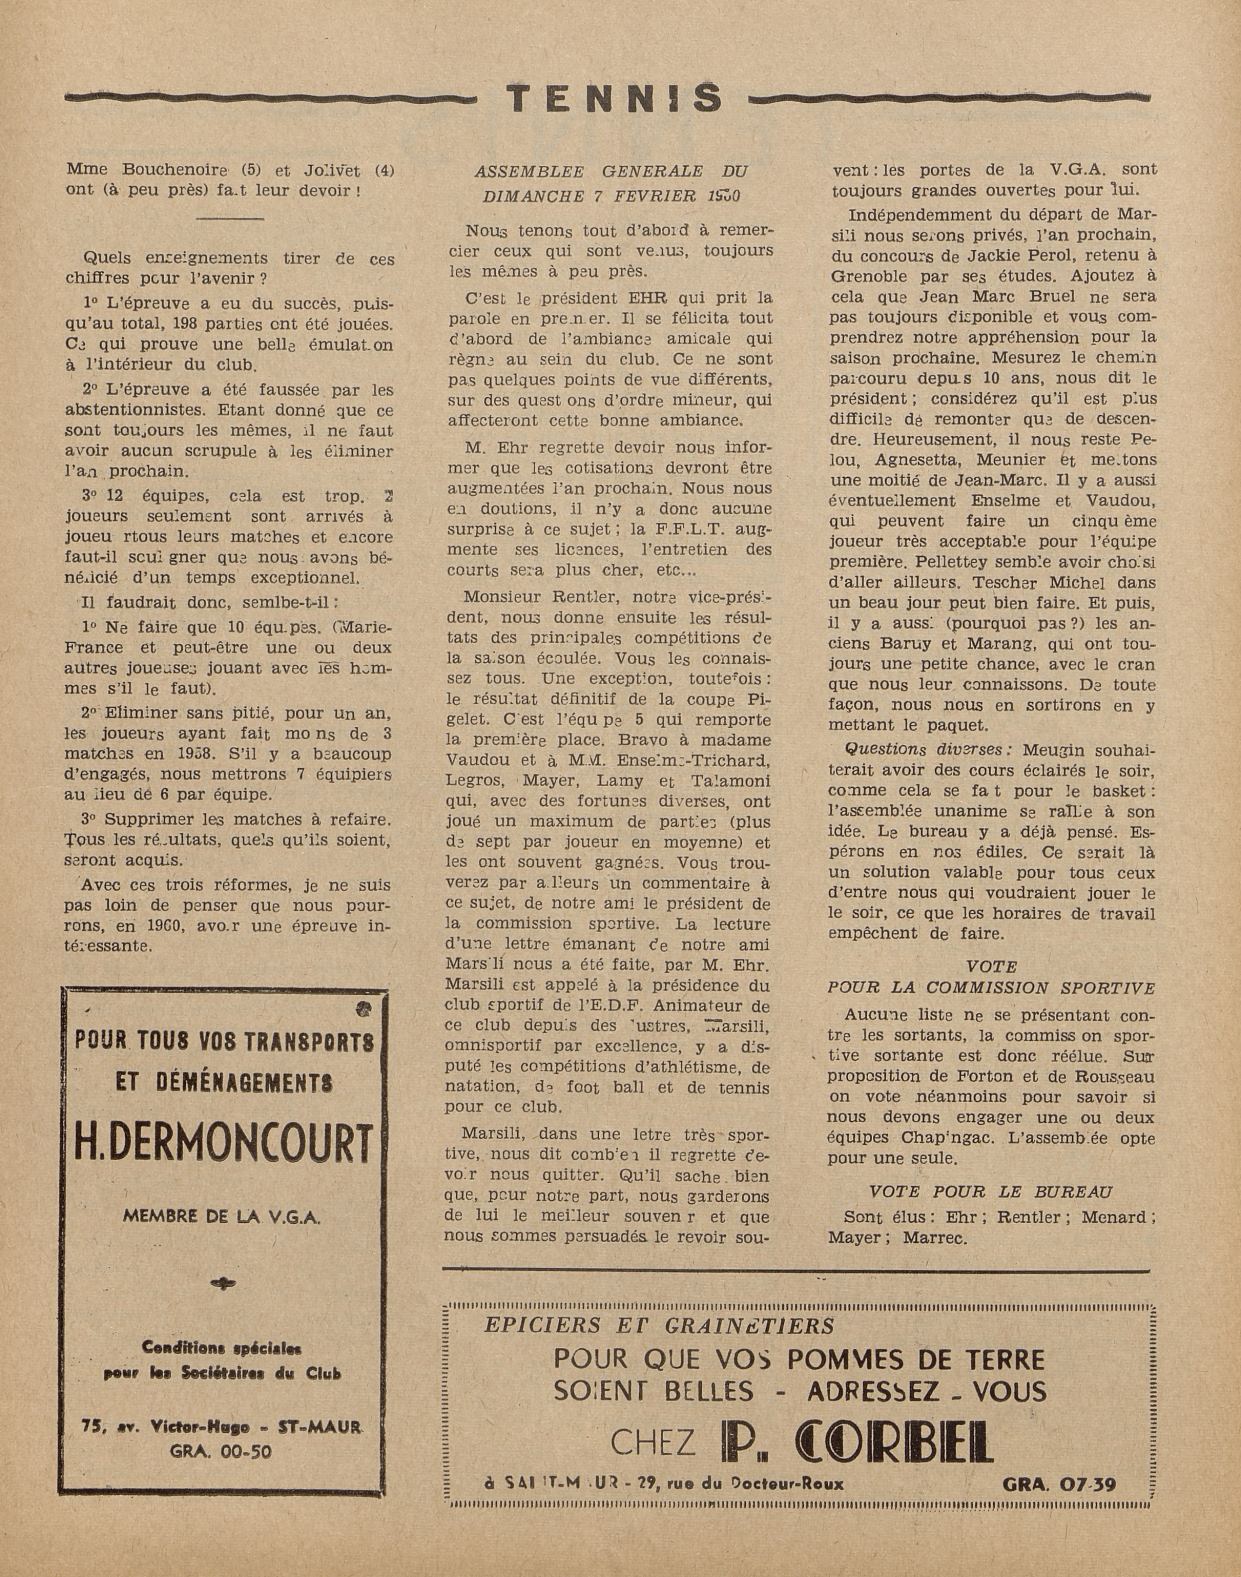 TENNIS
Mme Bouchenoire (5) et Jolivet (4)
ont (à peu près) fait leur devoir !
Quels enseignements tirer de ces
chiffres pour l'avenir ?
1º L'épreuve a eu du succès, puis-
qu'au total, 198 parties ont été jouées.
Ce qui prouve une belle émulation
à l'intérieur du club.
2º L'épreuve a été faussée par les
abstentionnistes. Etant donné que ce
sont toujours les mêmes, il ne faut
avoir aucun scrupule à les éliminer
l'an prochain.
3º 12 équipes, cela est trop. 2
joueurs seulement sont arrivés à
joueu rtous leurs matches et encore
faut-il souligner que nous avons bé-
néficié d'un temps exceptionnel.
Il faudrait donc, semlbe-t-il :
1º Ne faire que 10 équipes. (Marie-
France et peut-être une ou deux
autres joueuses jouant avec les hom-
mes s'il le faut).
2º Eliminer sans pitié, pour un an,
les joueurs ayant fait moins de 3
matches en 1958. S'il y a beaucoup
d'engagés, nous mettrons 7 équipiers
au lieu de 6 par équipe.
3º Supprimer les matches à refaire.
Tous les résultats, quels qu'ils soient,
seront acquis.
Avec ces trois réformes, je ne suis
pas loin de penser que nous pour-
rons, en 1960, avoir une épreuve in-
téressante.
POUR TOUS VOS TRANSPORTS
ET DÉMÉNAGEMENTS
H.DERMONCOURT
MEMBRE DE LA V.G.A.
Conditions spéciales
pour les Sociétaires du Club
75, av. Victor-Hugo - ST-MAUR
GRA. 00-50
ASSEMBLEE GENERALE DU
DIMANCHE 7 FEVRIER 1960
Nous tenons tout d'abord à remer-
cier ceux qui sont venus, toujours
les mêmes à peu près.
C'est le président EHR qui prit la
parole en premier. Il se félicita tout
d'abord de l'ambiance amicale qui
règne au sein du club. Ce ne sont
pas quelques points de vue différents,
sur des questions d'ordre mineur, qui
affecteront cette bonne ambiance.
M. Ehr regrette devoir nous infor-
mer que les cotisations devront être
augmentées l'an prochain. Nous nous
en doutions, il n'y a donc aucune
surprise à ce sujet ; la F.F.L.T. aug-
mente ses licences, l'entretien des
courts sera plus cher, etc...
Monsieur Rentler, notre vice-prési-
dent, nous donne ensuite les résul-
tats des principales compétitions de
la saison écoulée. Vous les connais-
sez tous. Une exception, toutefois :
le résultat définitif de la coupe Pi-
gelet. C'est l'équipe 5 qui remporte
la première place. Bravo à madame
Vaudou et à M.M. Enselme-Trichard,
Legros, Mayer, Lamy et Talamoni
qui, avec des fortunes diverses, ont
joué un maximum de parties (plus
de sept par joueur en moyenne) et
les ont souvent gagnées. Vous trou-
verez par ailleurs un commentaire à
ce sujet, de notre ami le président de
la commission sportive. La lecture
d'une lettre émanant de notre ami
Marsili nous a été faite, par M. Ehr.
Marsili est appelé à la présidence du
club sportif de l'E.D.F. Animateur de
ce club depuis des lustres, Marsili,
omnisportif par excellence, y a dis-
puté les compétitions d'athlétisme, de
natation, de foot ball et de tennis
pour ce club.
Marsili, dans une letre très spor-
tive, nous dit combien il regrette de-
voir nous quitter. Qu'il sache bien
que, pour notre part, nous garderons
de lui le meilleur souvenir et que
nous sommes persuadés le revoir sou-
vent : les portes de la V.G.A. sont
toujours grandes ouvertes pour lui.
Indépendemment du départ de Mar-
sili nous serons privés, l'an prochain,
du concours de Jackie Perol, retenu à
Grenoble par ses études. Ajoutez à
cela que Jean Marc Bruel ne sera
pas toujours disponible et vous com-
prendrez notre appréhension pour la
saison prochaine. Mesurez le chemin
parcouru depuis 10 ans, nous dit le
président ; considérez qu'il est plus
difficile de remonter que de descen-
dre. Heureusement, il nous reste Pe-
lou, Agnesetta, Meunier et mettons
une moitié de Jean-Marc. Il y a aussi
éventuellement Enselme et Vaudou,
qui peuvent faire un cinquième
joueur très acceptable pour l'équipe
première. Pellettey semble avoir choisi
d'aller ailleurs. Tescher Michel dans
un beau jour peut bien faire. Et puis,
il y a aussi (pourquoi pas ?) les an-
ciens Baruy et Marang, qui ont tou-
jours une petite chance, avec le cran
que nous leur connaissons. De toute
façon, nous nous en sortirons en y
mettant le paquet.
Questions diverses : Meugin souhai-
terait avoir des cours éclairés le soir,
comme cela se fait pour le basket :
l'assemblée unanime se rallie à son
idée. Le bureau y a déjà pensé. Es-
pérons en nos édiles. Ce serait là
un solution valable pour tous ceux
d'entre nous qui voudraient jouer le
le soir, ce que les horaires de travail
empêchent de faire.
VOTE
POUR LA COMMISSION SPORTIVE
Aucune liste ne se présentant con-
tre les sortants, la commission spor-
tive sortante est donc réélue. Sur
proposition de Forton et de Rousseau
on vote néanmoins pour savoir si
nous devons engager une ou deux
équipes Chapingac. L'assemblée opte
pour une seule.
VOTE POUR LE BUREAU
Sont élus : Ehr ; Rentler ; Menard ;
Mayer ; Marrec.
EPICIERS ET GRAINETIERS
POUR QUE VOS POMMES DE TERRE
SOIENT BELLES - ADRESSEZ - VOUS
CHEZ P. CORBEL
à SAINT-MAUR - 29, rue du Docteur-Roux GRA. 07-39